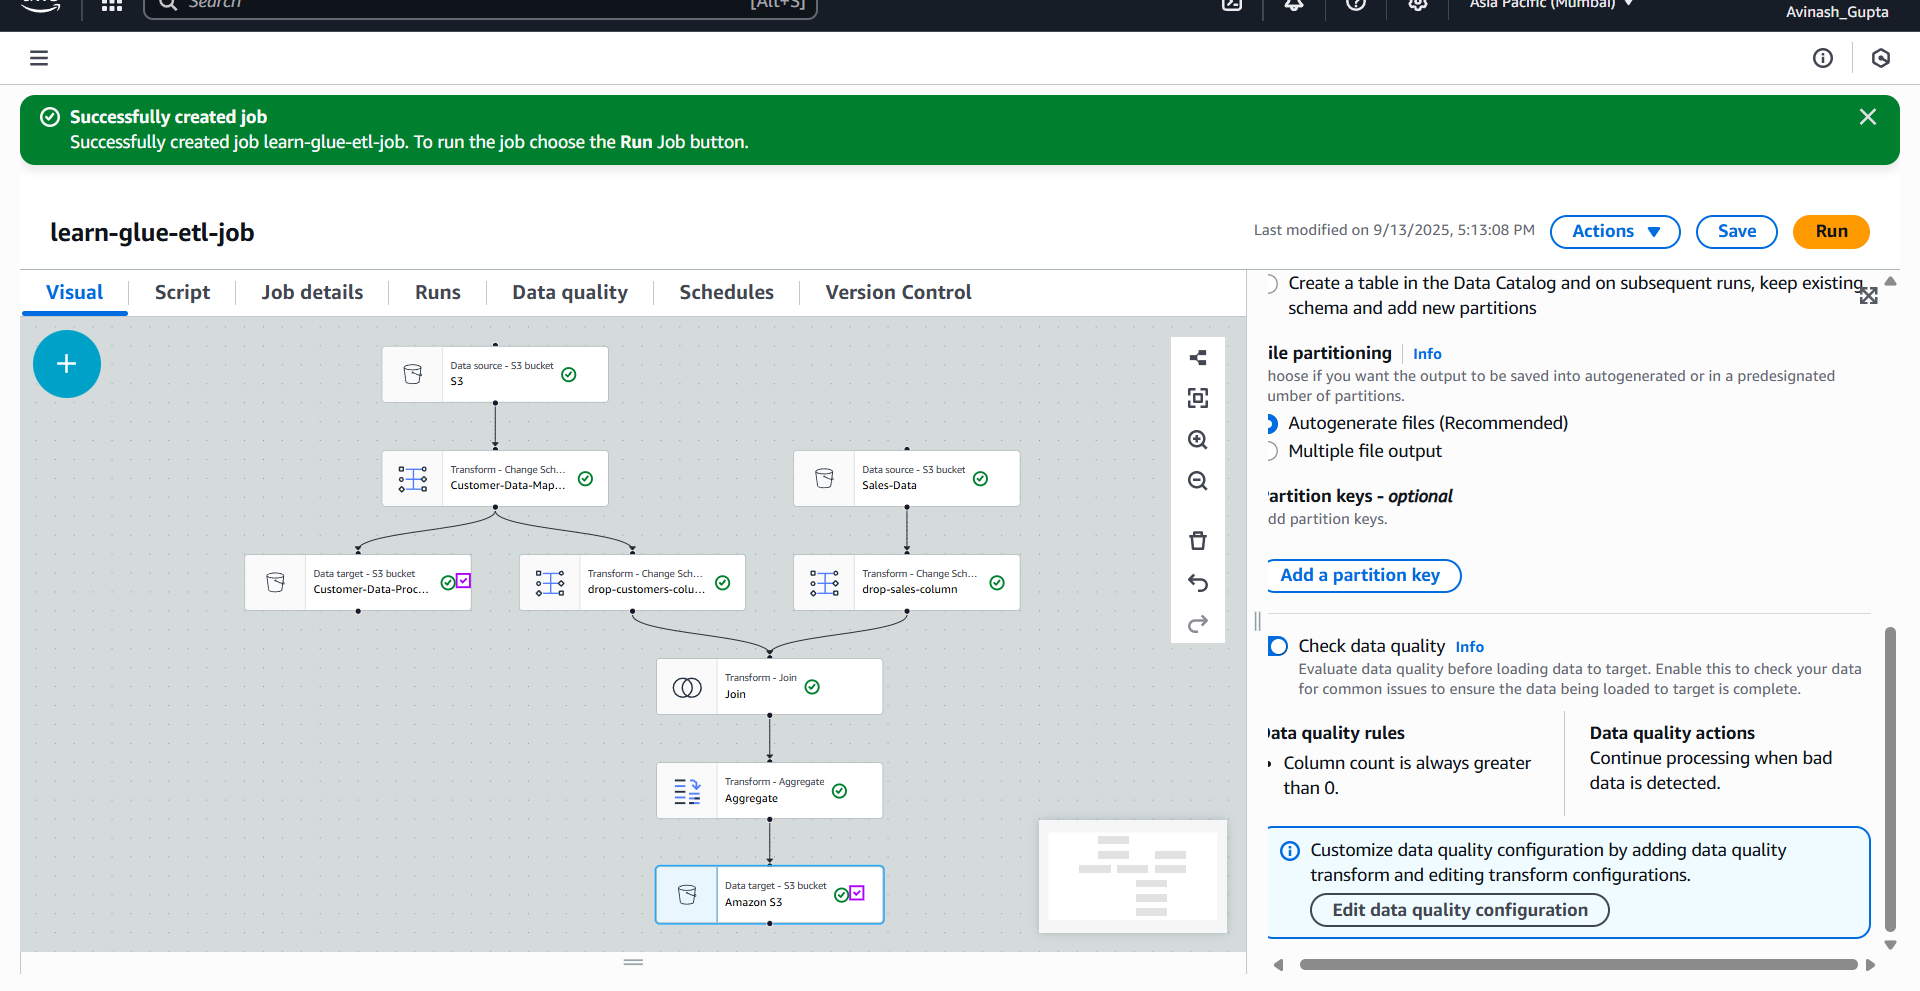 Search
[Alt+S]
Asia Pacific (Mumbai)
Avinash_Gupta
Successfully created job
Successfully created job learn-glue-etl-job. To run the job choose the Run Job button.
learn-glue-etl-job
Last modified on 9/13/2025, 5:13:08 PM
Actions
Save
Run
Visual
Script
Job details
Runs
Data quality
Schedules
Version Control
Data source - S3 bucket
S3
Transform - Change Sch...
Customer-Data-Map...
Data source - S3 bucket
Sales-Data
Data target - S3 bucket
Customer-Data-Proc...
Transform - Change Sch...
drop-customers-colu...
Transform - Change Sch...
drop-sales-column
Transform - Join
Join
Transform - Aggregate
Aggregate
Data target - S3 bucket
Amazon S3
Create a table in the Data Catalog and on subsequent runs, keep existing
schema and add new partitions
ile partitioning
Info
hoose if you want the output to be saved into autogenerated or in a predesignated
umber of partitions.
Autogenerate files (Recommended)
Multiple file output
artition keys - optional
dd partition keys.
Add a partition key
Check data quality
Info
Evaluate data quality before loading data to target. Enable this to check your data
for common issues to ensure the data being loaded to target is complete.
ata quality rules
• Column count is always greater
than 0.
Data quality actions
Continue processing when bad
data is detected.
Customize data quality configuration by adding data quality
transform and editing transform configurations.
Edit data quality configuration